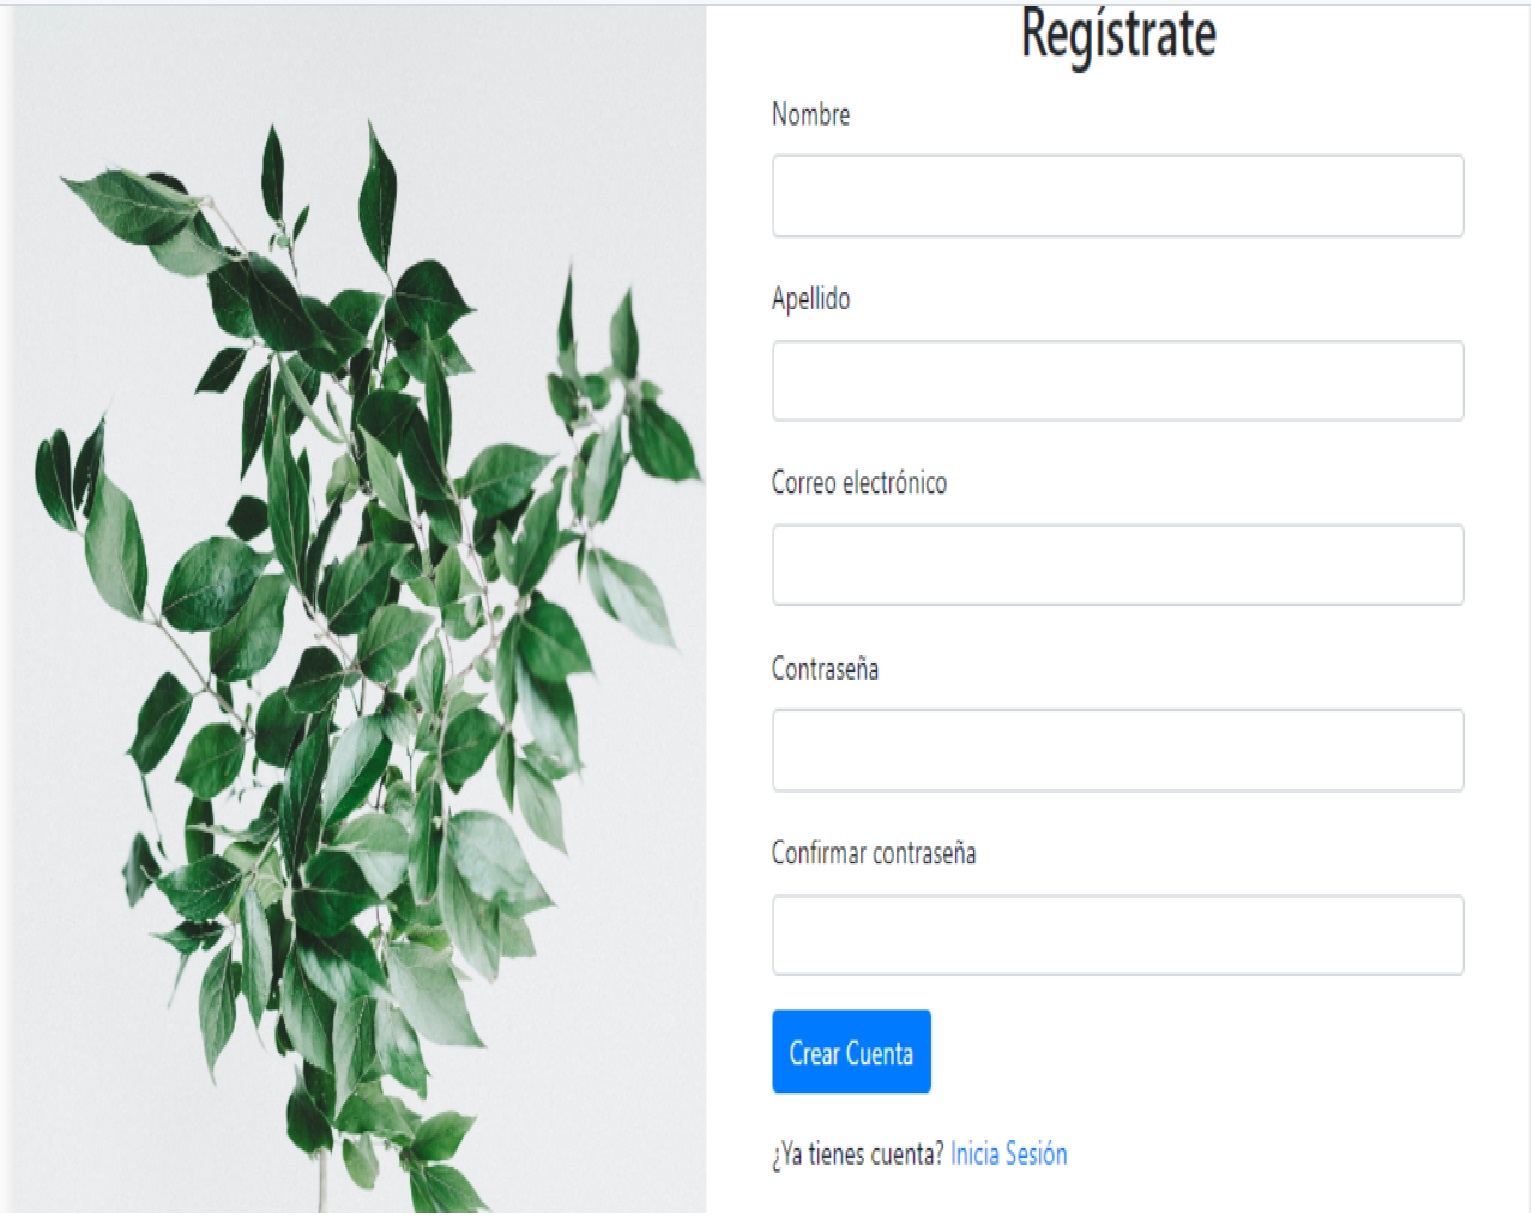 Regístrate
Nombre
Apellido
Correo electrónico
Contraseña
Confirmar contraseña
Crear Cuenta
¿Ya tienes cuenta? Inicia Sesión